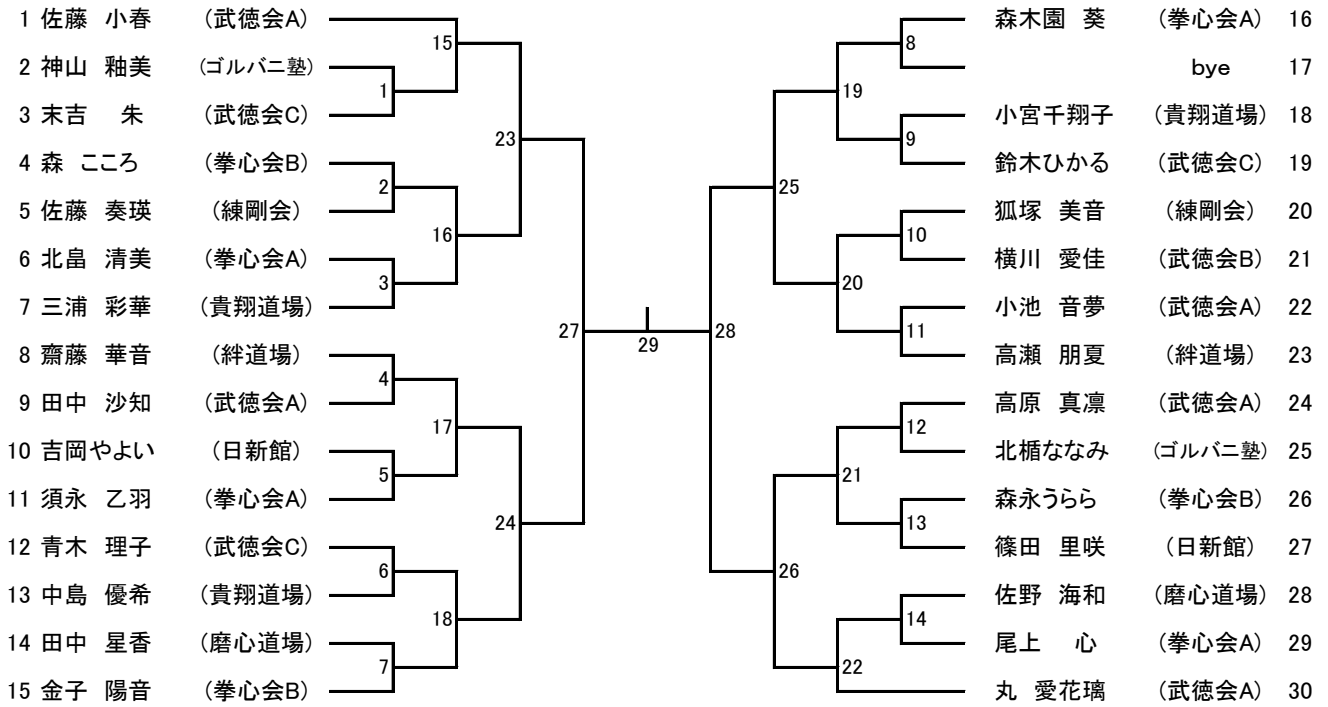 1 佐藤 小春 (武徳会A)
2 神山 釉美 (ゴルバニ塾)
3 末吉 朱 (武徳会C)
4 森 こころ (拳心会B)
5 佐藤 奏瑛 (練剛会)
6 北畠 清美 (拳心会A)
7 三浦 彩華 (貴翔道場)
8 齋藤 華音 (絆道場)
9 田中 沙知 (武徳会A)
10 吉岡やよい (日新館)
11 須永 乙羽 (拳心会A)
12 青木 理子 (武徳会C)
13 中島 優希 (貴翔道場)
14 田中 星香 (磨心道場)
15 金子 陽音 (拳心会B)
15
1
23
2
16
3
27
4
17
5
24
6
18
7
29
28
8
19
9
25
10
20
11
12
21
13
26
14
22
森木園 葵 (拳心会A) 16
bye 17
小宮千翔子 (貴翔道場) 18
鈴木ひかる (武徳会C) 19
狐塚 美音 (練剛会) 20
横川 愛佳 (武徳会B) 21
小池 音夢 (武徳会A) 22
高瀬 朋夏 (絆道場) 23
高原 真凛 (武徳会A) 24
北楯ななみ (ゴルバニ塾) 25
森永うらら (拳心会B) 26
篠田 里咲 (日新館) 27
佐野 海和 (磨心道場) 28
尾上 心 (拳心会A) 29
丸 愛花璃 (武徳会A) 30